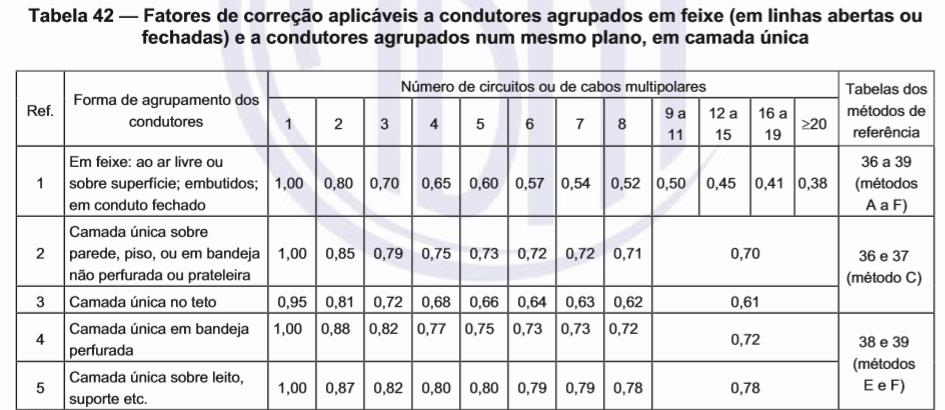 Tabela 42 — Fatores de correção aplicáveis a condutores agrupados em feixe (em linhas abertas ou
fechadas) e a condutores agrupados num mesmo plano, em camada única
Ref.
Forma de agrupamento dos
condutores
Número de circuitos ou de cabos multipolares
Tabelas dos
métodos de
referência
1 2 3 4 5 6 7 8 9 a 11 12 a 15 16 a 19 ≥20
1
Em feixe: ao ar livre ou
sobre superfície; embutidos;
em conduto fechado
1,00 0,80 0,70 0,65 0,60 0,57 0,54 0,52 0,50 0,45 0,41 0,38
36 a 39
(métodos
A a F)
2
Camada única sobre
parede, piso, ou em bandeja
não perfurada ou prateleira
1,00 0,85 0,79 0,75 0,73 0,72 0,72 0,71 0,70
36 e 37
(método C)
3 Camada única no teto 0,95 0,81 0,72 0,68 0,66 0,64 0,63 0,62 0,61
4
Camada única em bandeja
perfurada
1,00 0,88 0,82 0,77 0,75 0,73 0,73 0,72 0,72
38 e 39
(métodos
E e F)
5
Camada única sobre leito,
suporte etc.
1,00 0,87 0,82 0,80 0,80 0,79 0,79 0,78 0,78